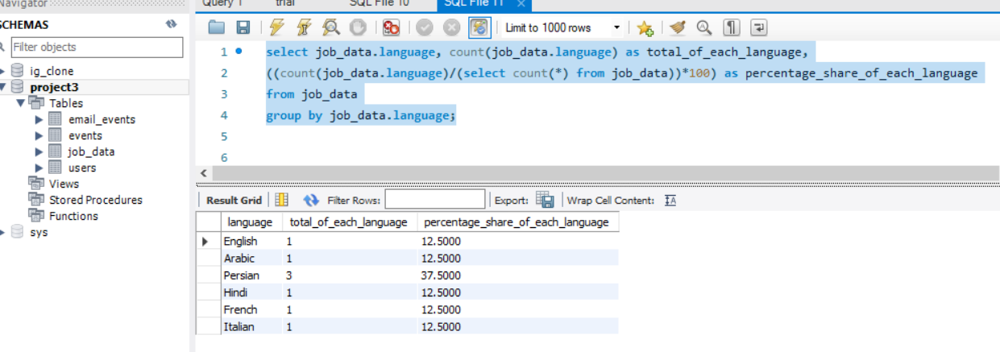 Navigator
Query 1 trial SQL File 10 SQL File 11
SCHEMAS
Filter objects
ig_clone
project3
Tables
email_events
events
job_data
users
Views
Stored Procedures
Functions
sys
Limit to 1000 rows
1 select job_data.language, count(job_data.language) as total_of_each_language,
2 ((count(job_data.language)/(select count(*) from job_data))*100) as percentage_share_of_each_language
3 from job_data
4 group by job_data.language;
5
6
Result Grid Filter Rows: Export: Wrap Cell Content:
language total_of_each_language percentage_share_of_each_language
English 1 12.5000
Arabic 1 12.5000
Persian 3 37.5000
Hindi 1 12.5000
French 1 12.5000
Italian 1 12.5000